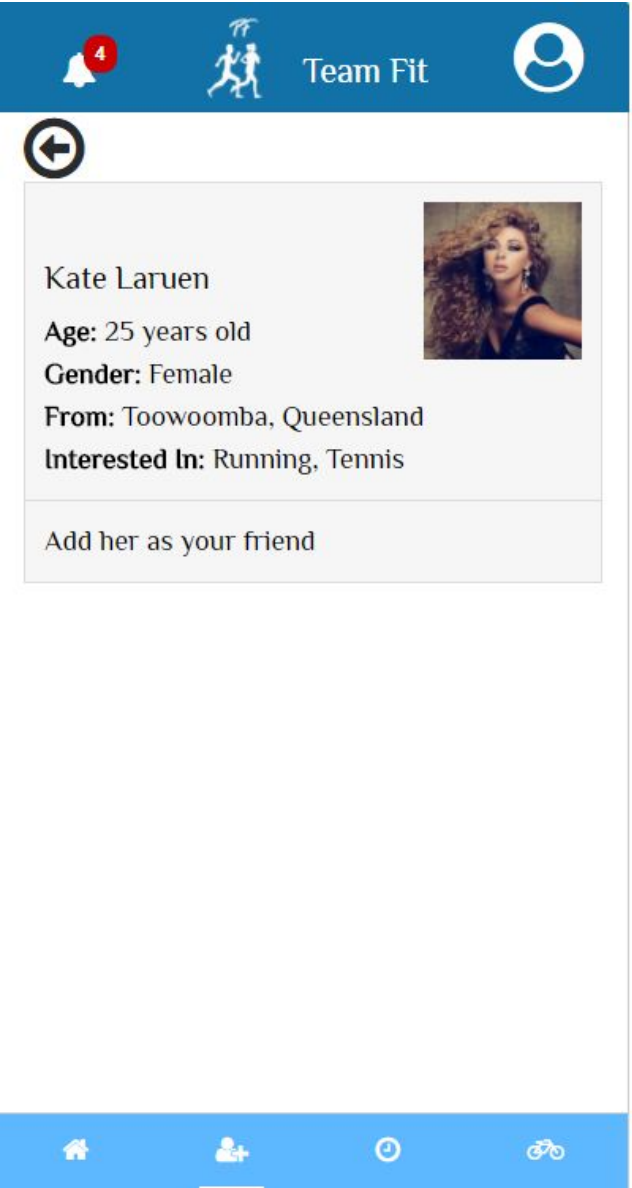 4
Team Fit
Kate Laruen
Age: 25 years old
Gender: Female
From: Toowoomba, Queensland
Interested In: Running, Tennis
Add her as your friend